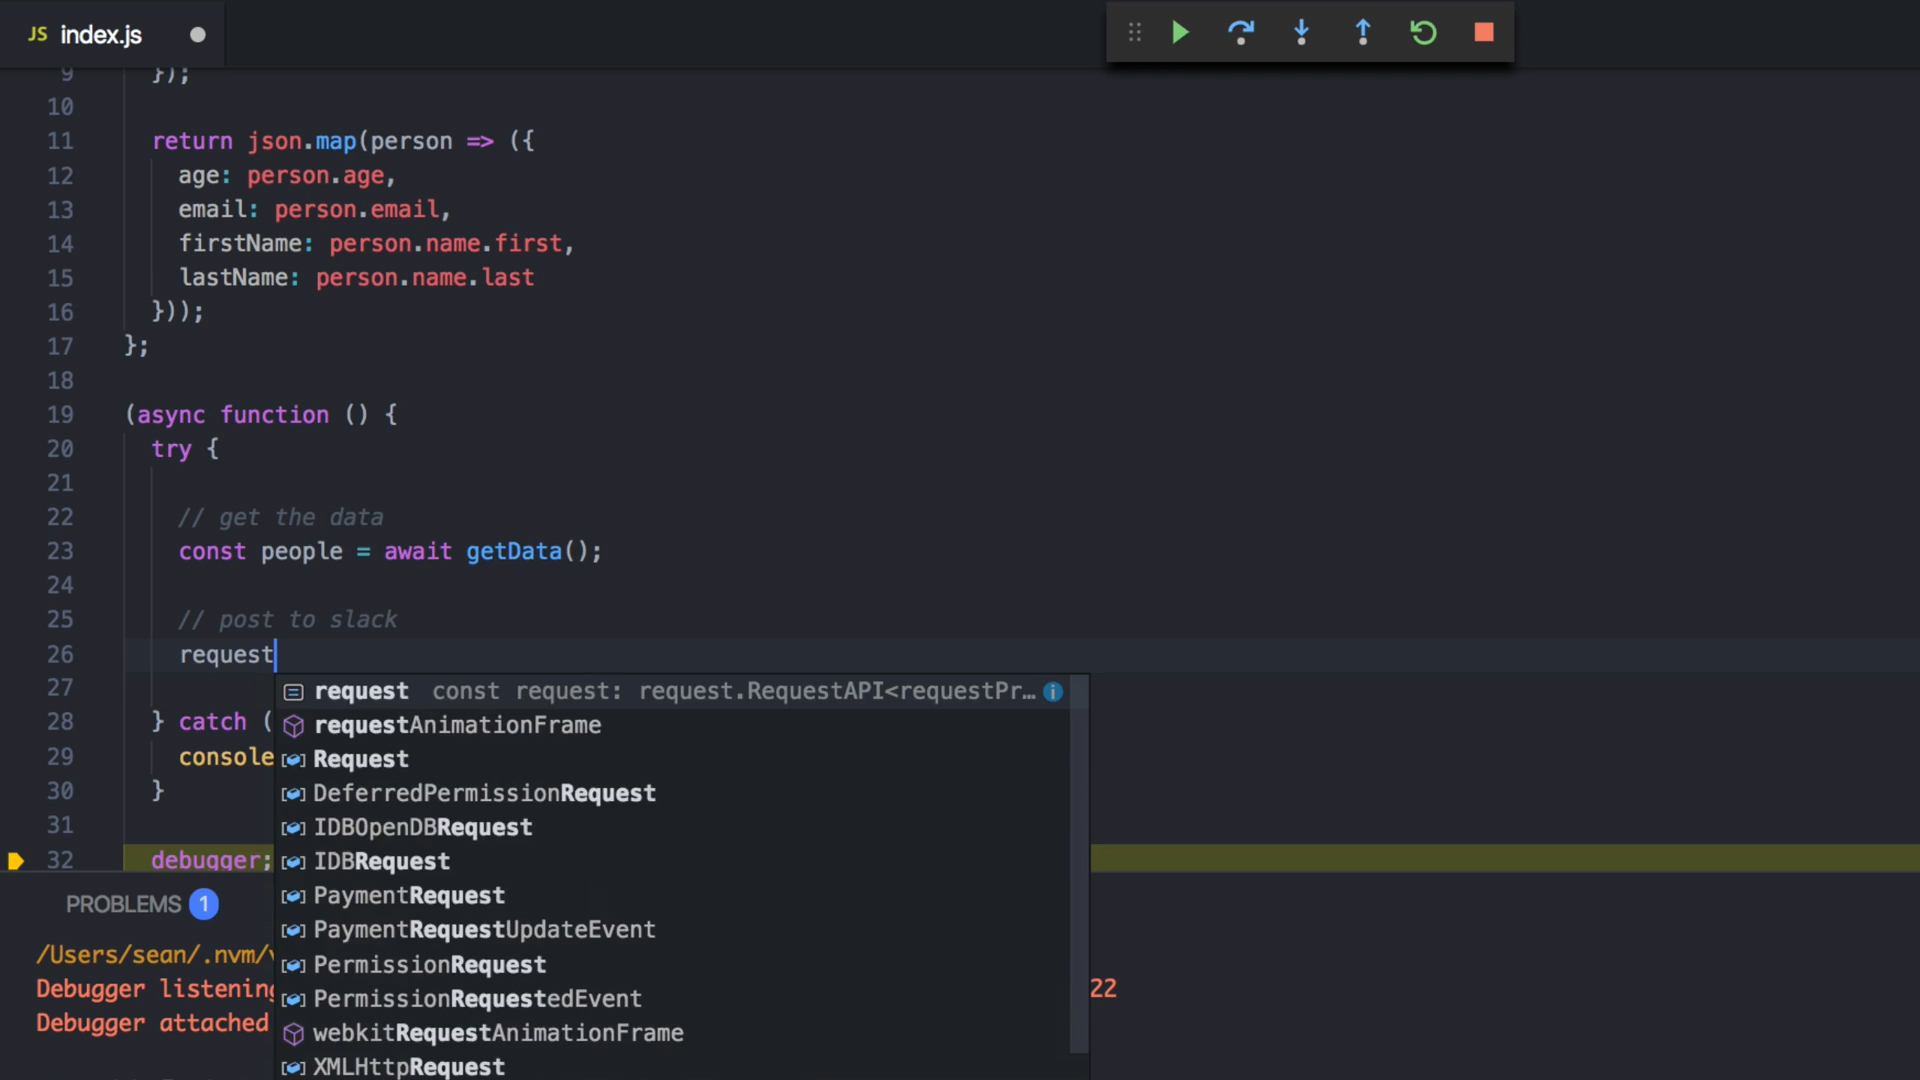 JS index.js
9 });
10
11 return json.map(person => ({
12 age: person.age,
13 email: person.email,
14 firstName: person.name.first,
15 lastName: person.name.last
16 }));
17 };
18
19 (async function () {
20 try {
21
22 // get the data
23 const people = await getData();
24
25 // post to slack
26 request
27
28 } catch (
29 console
30 }
31
32 debugger;
request const request: request.RequestAPI<requestPr…
requestAnimationFrame
Request
DeferredPermissionRequest
IDBOpenDBRequest
IDBRequest
PaymentRequest
PaymentRequestUpdateEvent
PermissionRequest
PermissionRequestedEvent
webkitRequestAnimationFrame
XMLHttpRequest
PROBLEMS 1
/Users/sean/.nvm/
Debugger listening 22
Debugger attached